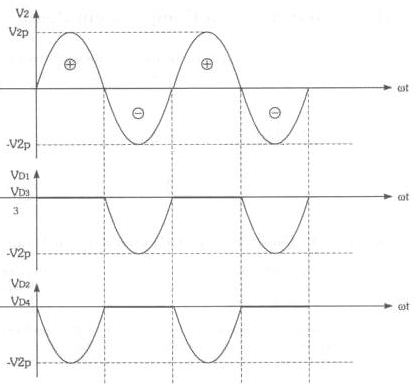 V2
V2p
⊕ ⊕
ωt
⊖ ⊖
-V2p
VD1
VD3
ωt
3
-V2p
VD2
VD4
ωt
-V2p